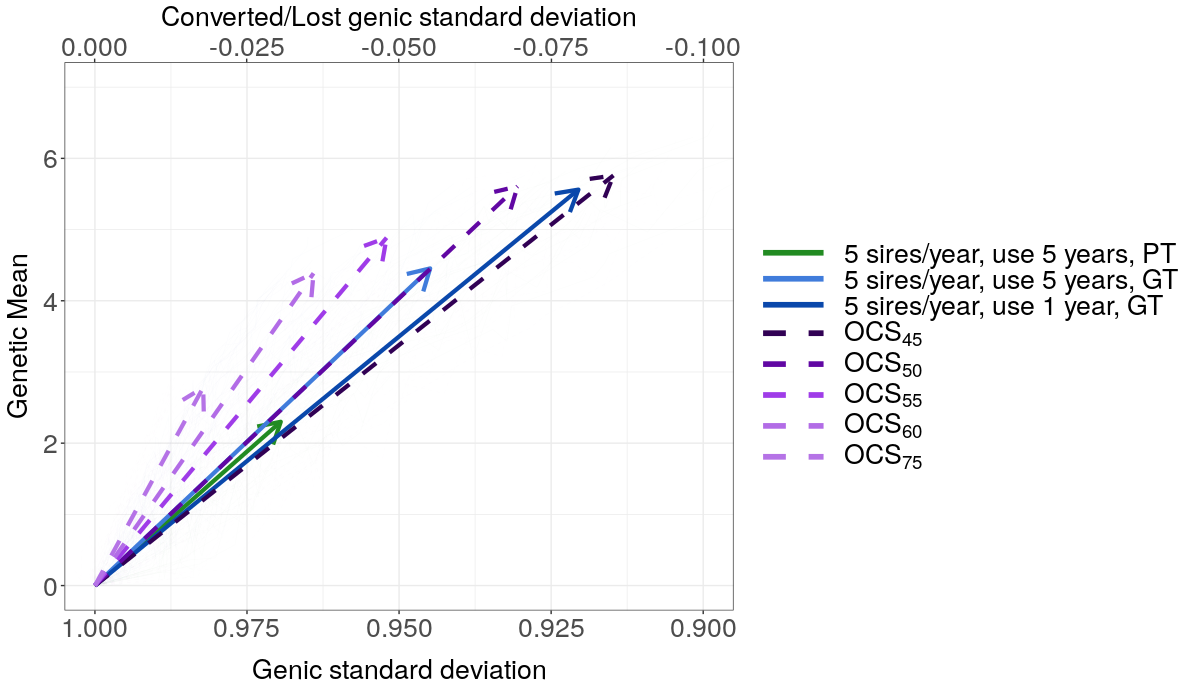 Converted/Lost genic standard deviation
0.000 -0.025 -0.050 -0.075 -0.100
6
4
2
0
Genetic Mean
1.000 0.975 0.950 0.925 0.900
Genic standard deviation
5 sires/year, use 5 years, PT
5 sires/year, use 5 years, GT
5 sires/year, use 1 year, GT
OCS45
OCS50
OCS55
OCS60
OCS75